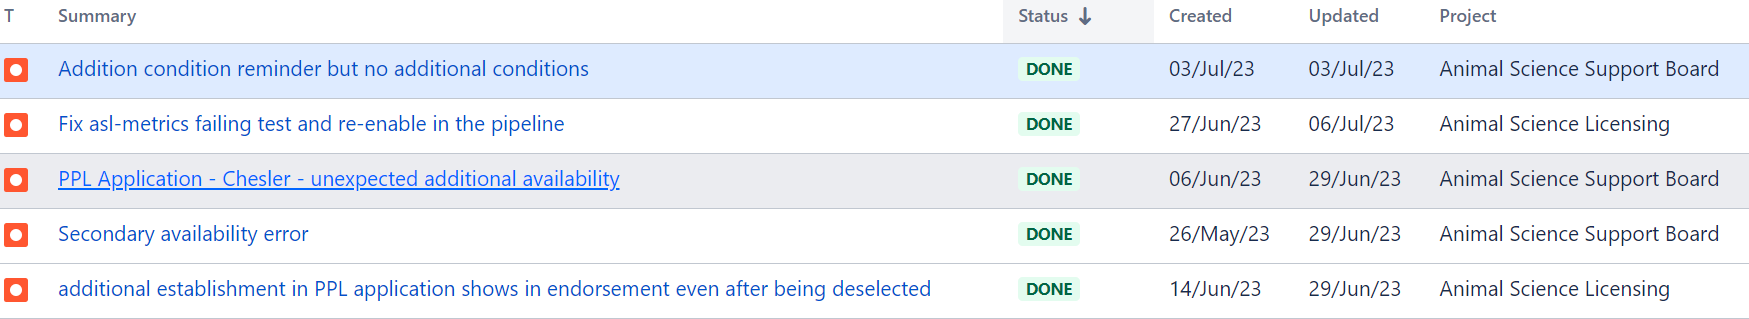 T Summary Status Created Updated Project
Addition condition reminder but no additional conditions DONE 03/Jul/23 03/Jul/23 Animal Science Support Board
Fix asl-metrics failing test and re-enable in the pipeline DONE 27/Jun/23 06/Jul/23 Animal Science Licensing
PPL Application - Chesler - unexpected additional availability DONE 06/Jun/23 29/Jun/23 Animal Science Support Board
Secondary availability error DONE 26/May/23 29/Jun/23 Animal Science Support Board
additional establishment in PPL application shows in endorsement even after being deselected DONE 14/Jun/23 29/Jun/23 Animal Science Licensing